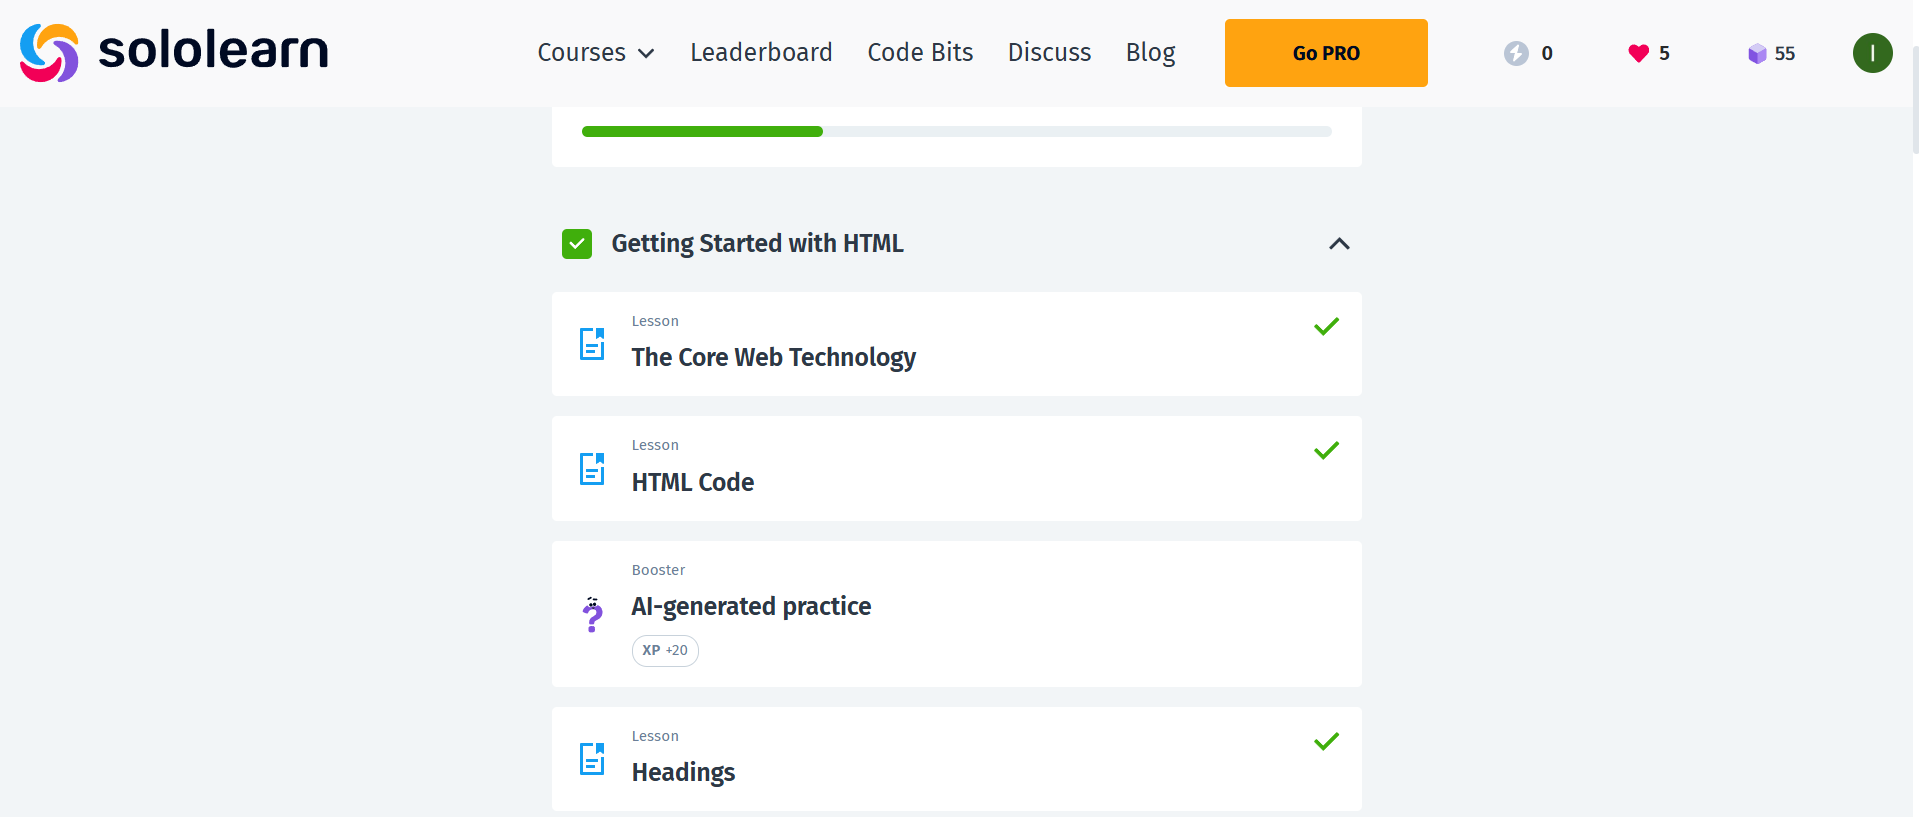 sololearn
Courses Leaderboard Code Bits Discuss Blog Go PRO 0 5 55 I
Getting Started with HTML
Lesson
The Core Web Technology
Lesson
HTML Code
Booster
AI-generated practice
XP +20
Lesson
Headings